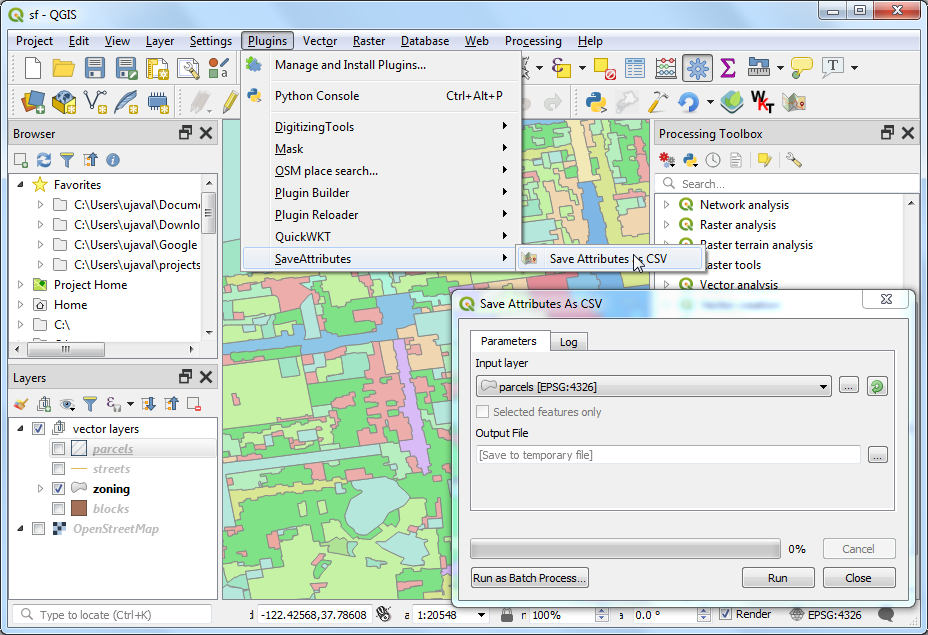 sf - QGIS
Project Edit View Layer Settings Plugins Vector Raster Database Web Processing Help
Manage and Install Plugins...
Python Console Ctrl+Alt+P
DigitizingTools
Mask
OSM place search...
Plugin Builder
Plugin Reloader
QuickWKT
SaveAttributes
Save Attributes As CSV
Browser
Favorites
C:\Users\ujaval\Docume
C:\Users\ujaval\Downlo
C:\Users\ujaval\Google
C:\Users\ujaval\projects
Project Home
Home
C:\
Layers
vector layers
parcels
streets
zoning
blocks
OpenStreetMap
Processing Toolbox
Search...
Network analysis
Raster analysis
Raster terrain analysis
aster tools
Vector analysis
Vector creation
Save Attributes As CSV
Parameters Log
Input layer
parcels [EPSG:4326]
...
Selected features only
Output File
[Save to temporary file]
...
0%
Cancel
Run as Batch Process...
Run
Close
Type to locate (Ctrl+K)
-122.42568,37.78608
1:20548
100%
0.0 °
Render
EPSG:4326